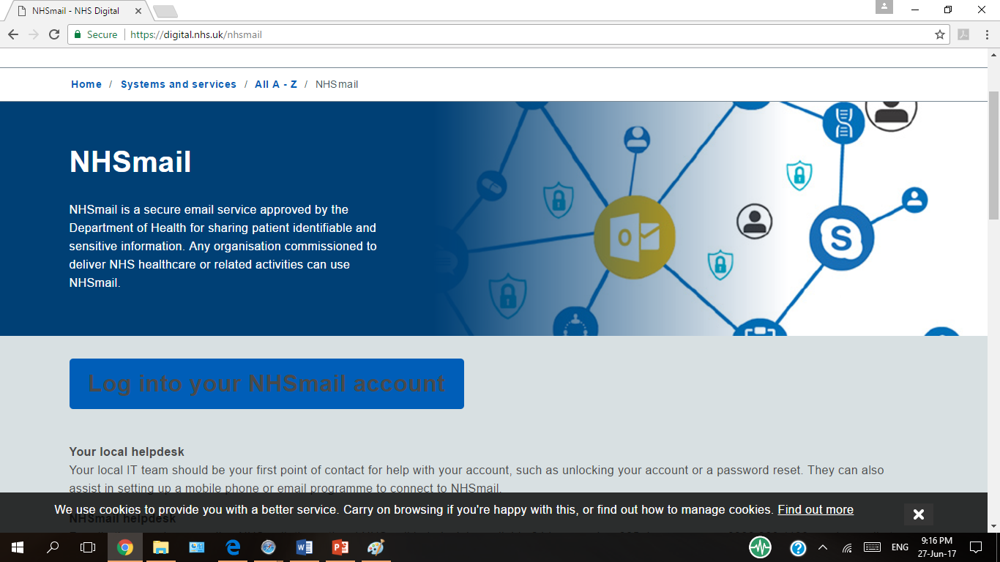 NHSmail - NHS Digital
Secure
https://digital.nhs.uk/nhsmail
Home / Systems and services / All A - Z / NHSmail
NHSmail
NHSmail is a secure email service approved by the
Department of Health for sharing patient identifiable and
sensitive information. Any organisation commissioned to
deliver NHS healthcare or related activities can use
NHSmail.
Log into your NHSmail account
Your local helpdesk
Your local IT team should be your first point of contact for help with your account, such as unlocking your account or a password reset. They can also
assist in setting up a mobile phone or email programme to connect to NHSmail.
We use cookies to provide you with a better service. Carry on browsing if you're happy with this, or find out how to manage cookies. Find out more
NHSmail helpdesk
ENG
9:16 PM
27-Jun-17